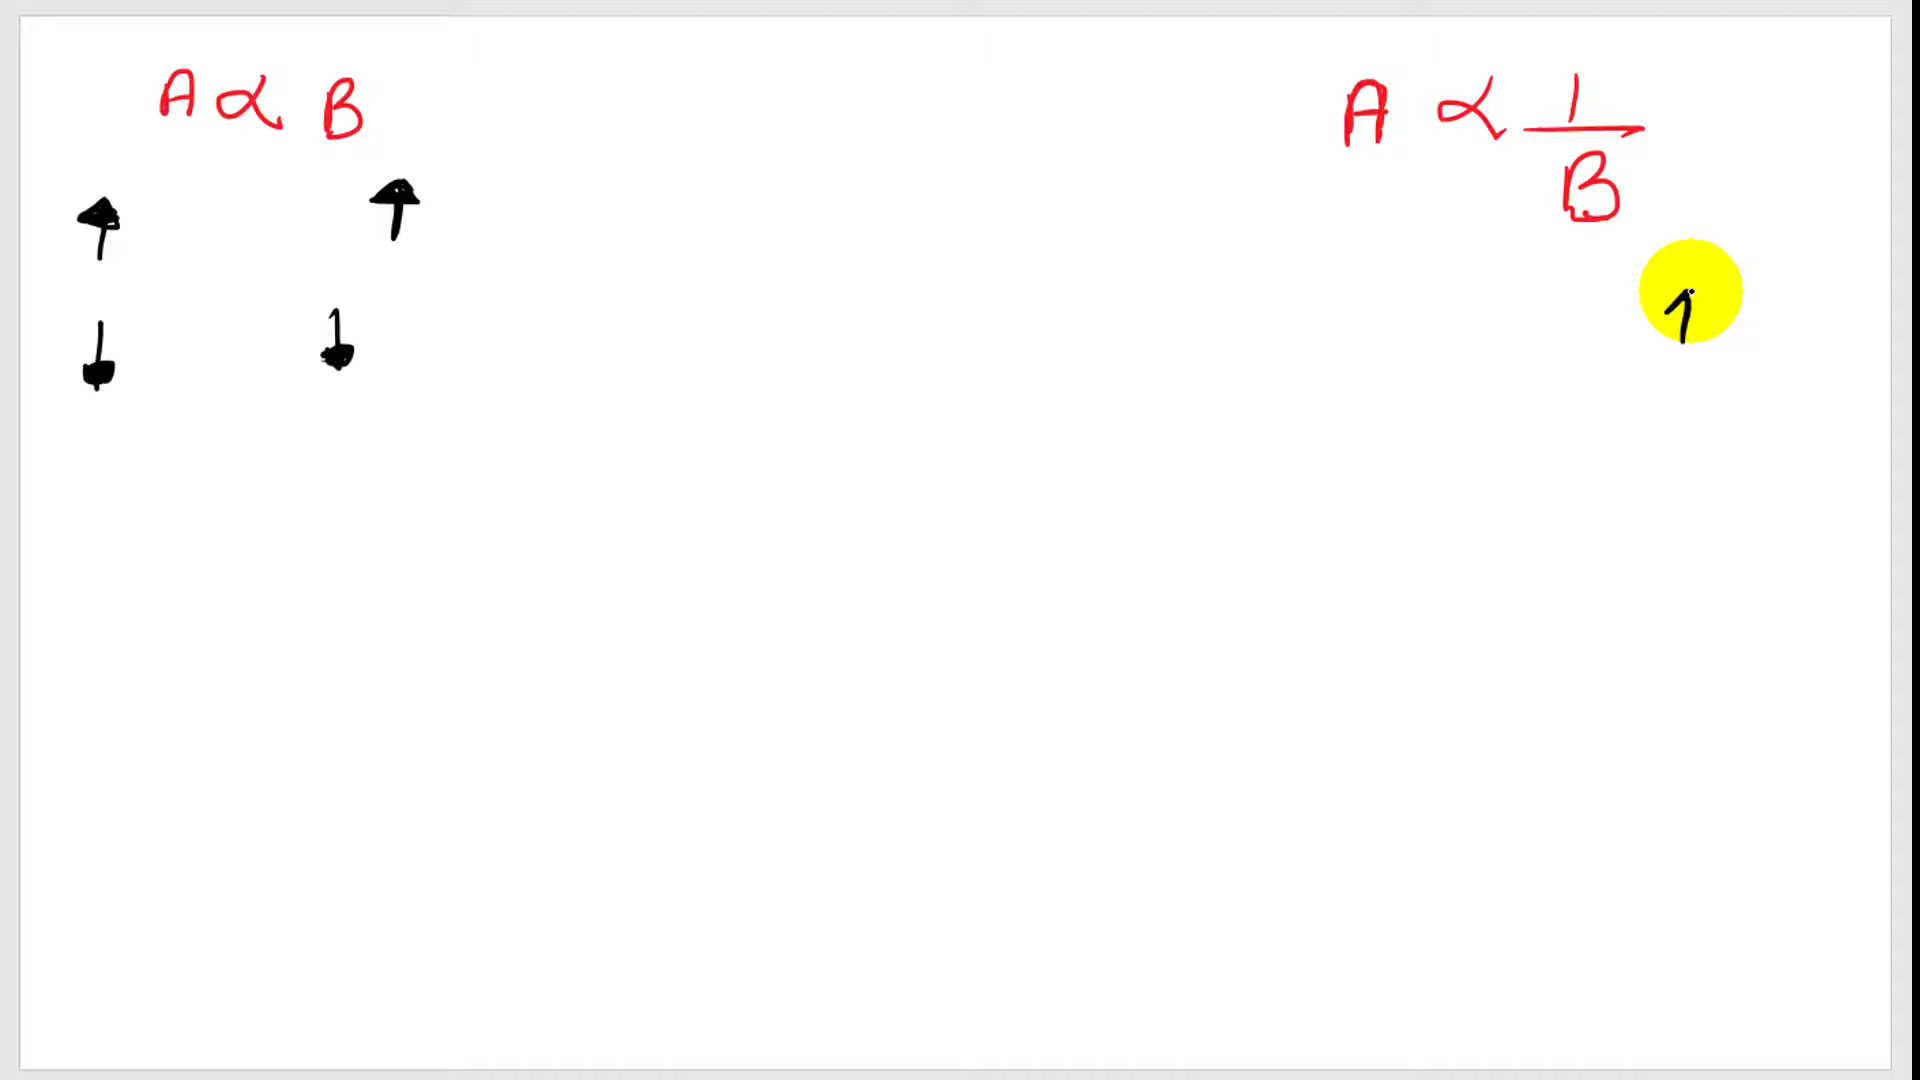 A ∝ B
A ∝ 1/B
↑ ↑
↓ ↓